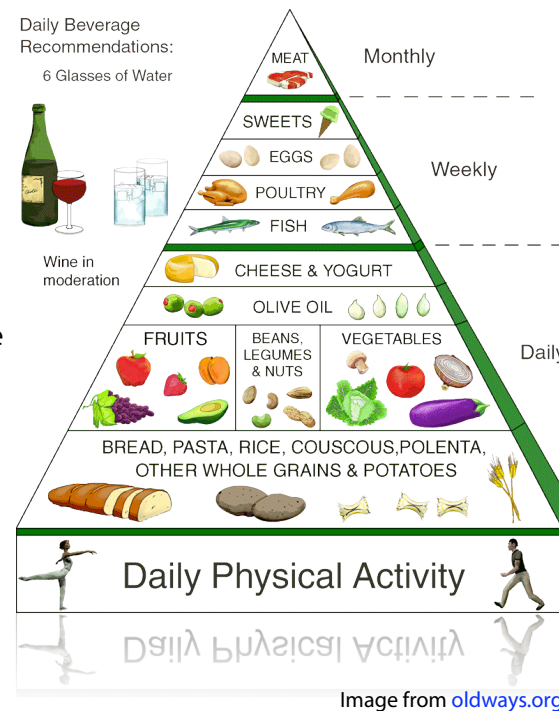 Daily Beverage
Recommendations:
6 Glasses of Water
Wine in
moderation
MEAT
Monthly
SWEETS
EGGS
Weekly
POULTRY
FISH
CHEESE & YOGURT
OLIVE OIL
FRUITS
BEANS,
LEGUMES
& NUTS
VEGETABLES
Daily
e
BREAD, PASTA, RICE, COUSCOUS,POLENTA,
OTHER WHOLE GRAINS & POTATOES
Daily Physical Activity
Image from oldways.org